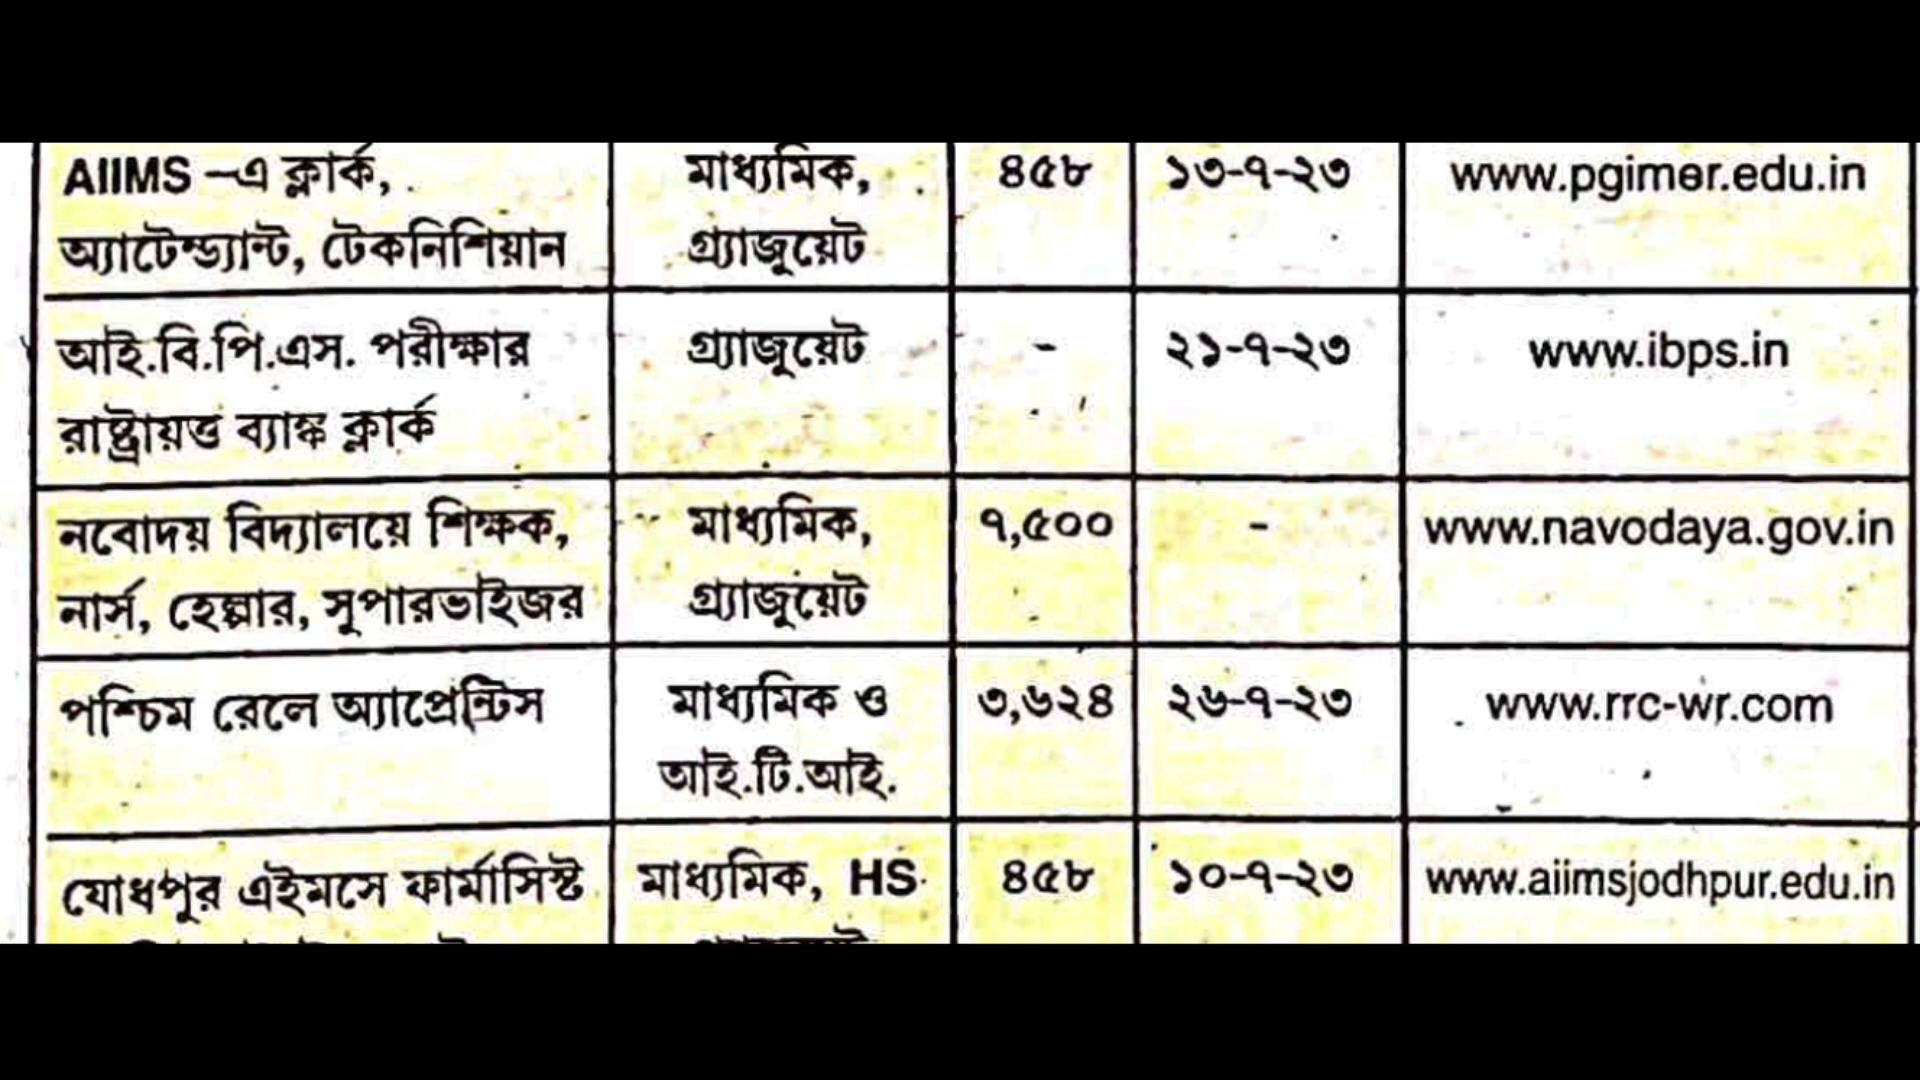 AIIMS –এ ক্লার্ক, মাধ্যমিক, ৪৫৮ ১৩-৭-২৩ www.pgimer.edu.in
অ্যাটেন্ড্যান্ট, টেকনিশিয়ান গ্র্যাজুয়েট
আই.বি.পি.এস. পরীক্ষার গ্র্যাজুয়েট - ২১-৭-২৩ www.ibps.in
রাষ্ট্রায়ত্ত ব্যাঙ্ক ক্লার্ক
নবোদয় বিদ্যালয়ে শিক্ষক, মাধ্যমিক, ৭,৫০০ - www.navodaya.gov.in
নার্স, হেল্পার, সুপারভাইজর গ্র্যাজুয়েট
পশ্চিম রেলে অ্যাপ্রেন্টিস মাধ্যমিক ও ৩,৬২৪ ২৬-৭-২৩ www.rrc-wr.com
আই.টি.আই.
যোধপুর এইমসে ফার্মাসিস্ট মাধ্যমিক, HS ৪৫৮ ১০-৭-২৩ www.aiimsjodhpur.edu.in